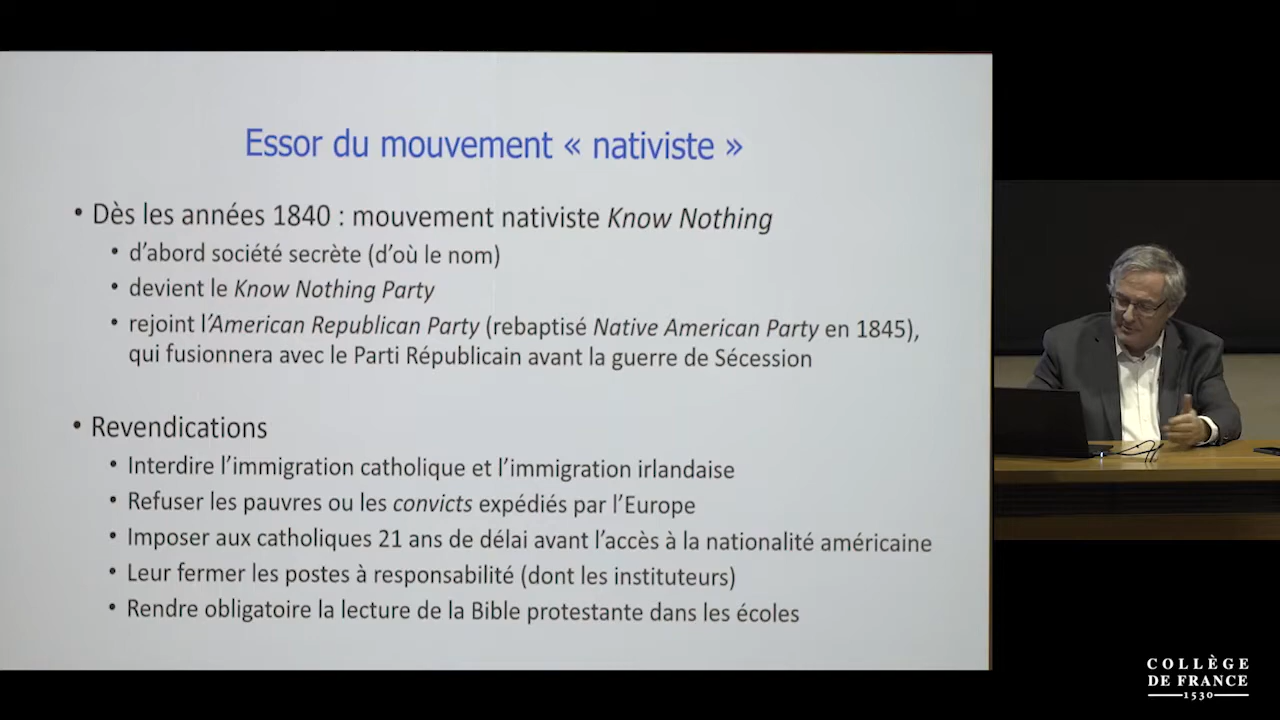 Essor du mouvement « nativiste »
• Dès les années 1840 : mouvement nativiste Know Nothing
• d’abord société secrète (d’où le nom)
• devient le Know Nothing Party
• rejoint l’American Republican Party (rebaptisé Native American Party en 1845),
qui fusionnera avec le Parti Républicain avant la guerre de Sécession
• Revendications
• Interdire l’immigration catholique et l’immigration irlandaise
• Refuser les pauvres ou les convicts expédiés par l’Europe
• Imposer aux catholiques 21 ans de délai avant l’accès à la nationalité américaine
• Leur fermer les postes à responsabilité (dont les instituteurs)
• Rendre obligatoire la lecture de la Bible protestante dans les écoles
COLLÈGE
DE FRANCE
1530